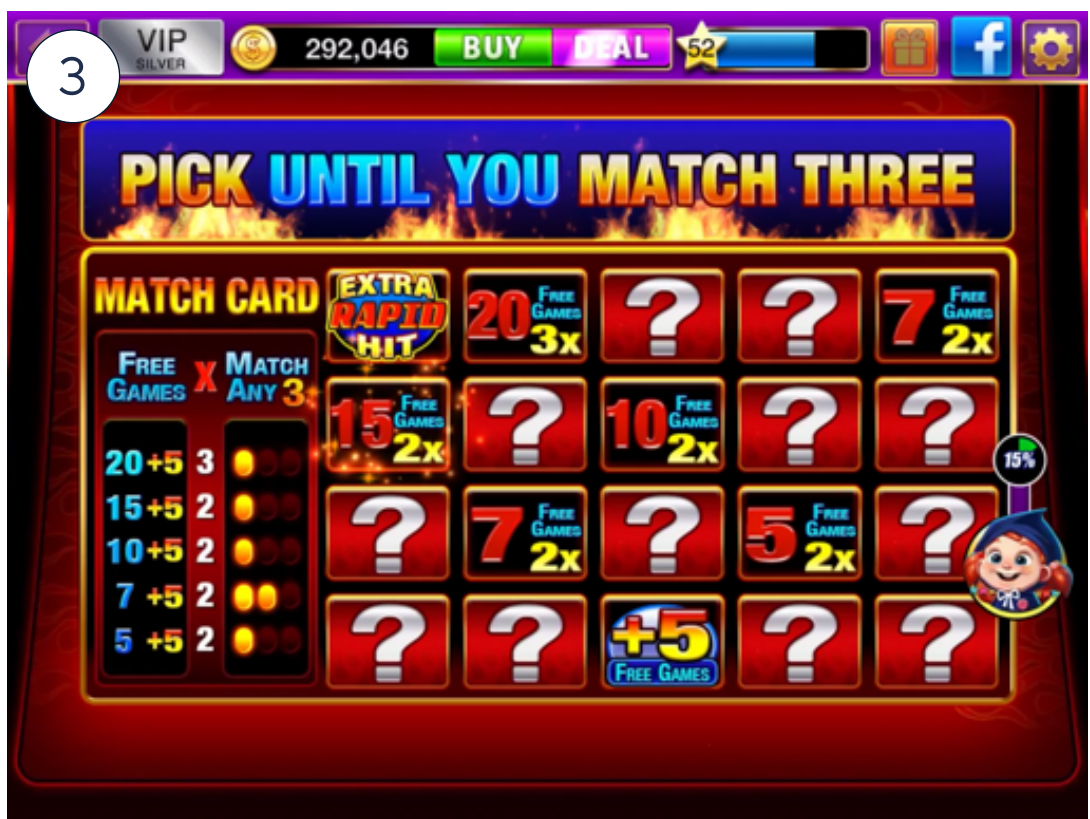 3
VIP
SILVER
292,046
BUY
DEAL
52
f
PICK UNTIL YOU MATCH THREE
MATCH CARD
FREE GAMES X MATCH ANY 3
20 +5 3
15 +5 2
10 +5 2
7 +5 2
5 +5 2
EXTRA
RAPID
HIT
20 FREE GAMES 3x
?
?
7 FREE GAMES 2x
15 FREE GAMES 2x
?
10 FREE GAMES 2x
?
?
?
7 FREE GAMES 2x
?
5 FREE GAMES 2x
?
?
?
+5
FREE GAMES
?
?
15%